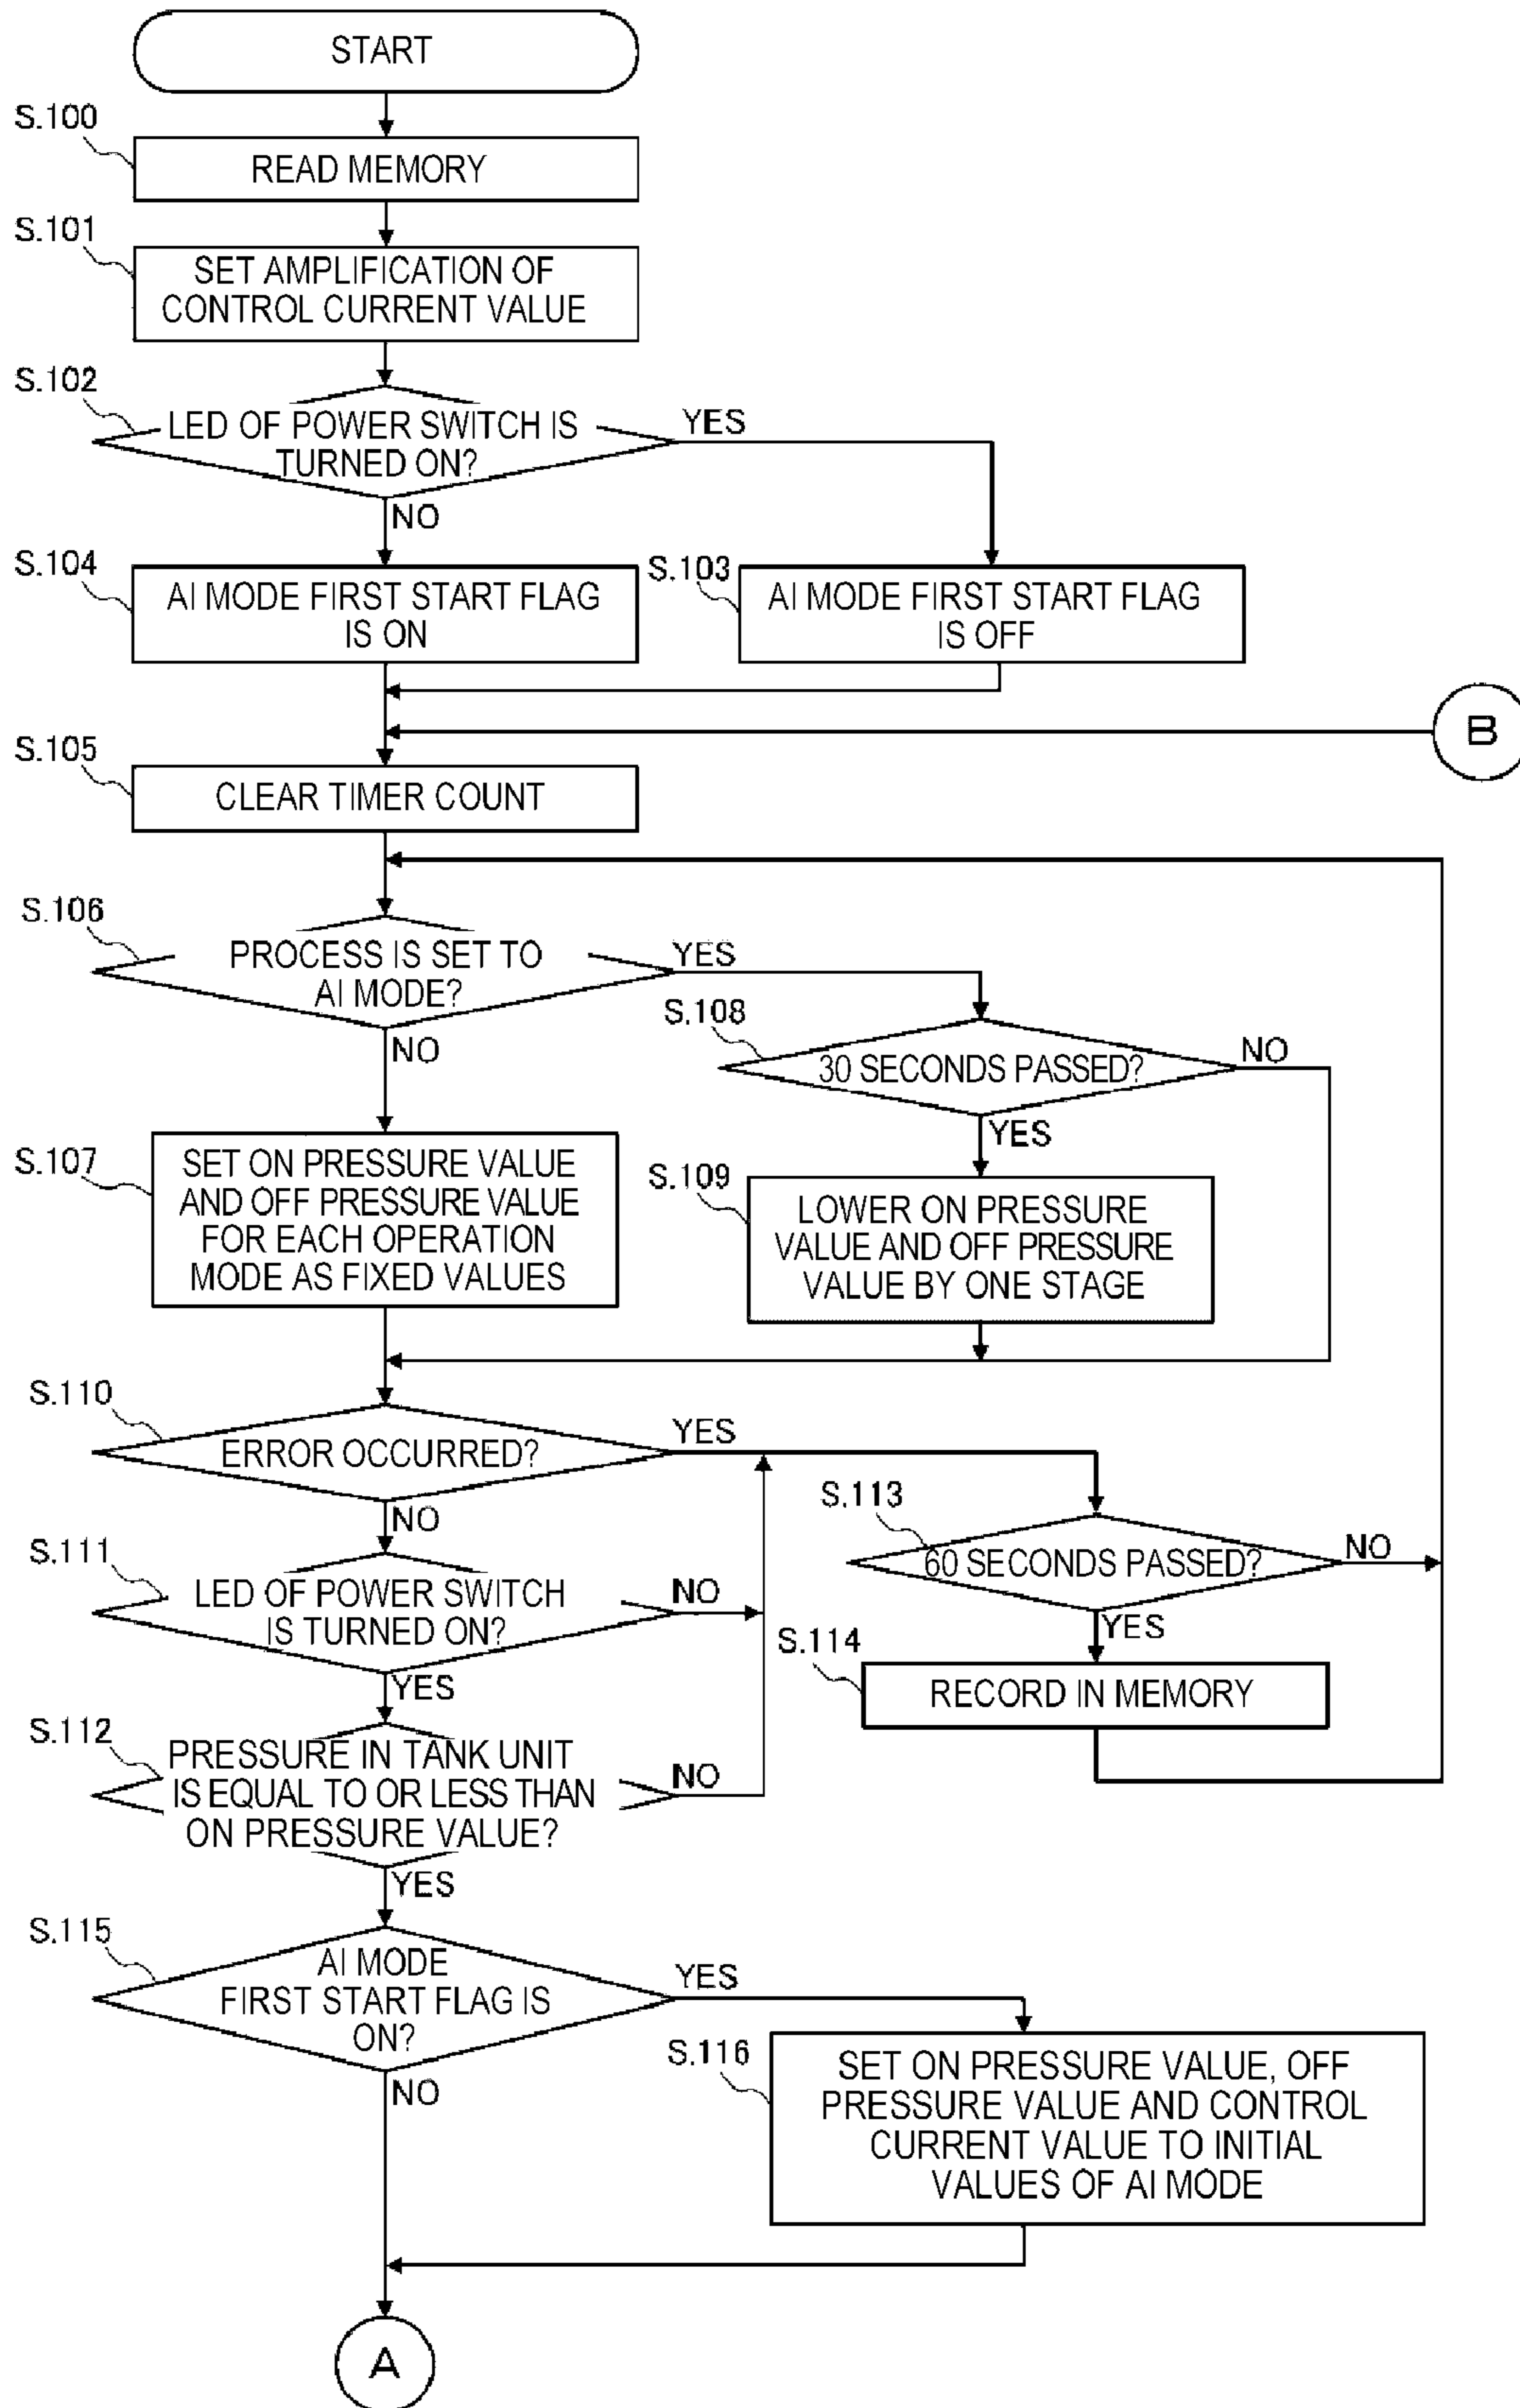 START
S.100
READ MEMORY
S.101
SET AMPLIFICATION OF
CONTROL CURRENT VALUE
S.102
LED OF POWER SWITCH IS
TURNED ON?
YES
NO
S.104
AI MODE FIRST START FLAG
IS ON
S.103
AI MODE FIRST START FLAG
IS OFF
B
S.105
CLEAR TIMER COUNT
S.106
PROCESS IS SET TO
AI MODE?
YES
NO
S.108
30 SECONDS PASSED?
NO
YES
S.107
SET ON PRESSURE VALUE
AND OFF PRESSURE VALUE
FOR EACH OPERATION
MODE AS FIXED VALUES
S.109
LOWER ON PRESSURE
VALUE AND OFF PRESSURE
VALUE BY ONE STAGE
S.110
ERROR OCCURRED?
YES
NO
S.113
60 SECONDS PASSED?
NO
YES
S.111
LED OF POWER SWITCH
IS TURNED ON?
NO
YES
S.114
RECORD IN MEMORY
S.112
PRESSURE IN TANK UNIT
IS EQUAL TO OR LESS THAN
ON PRESSURE VALUE?
NO
YES
S.115
AI MODE
FIRST START FLAG IS
ON?
YES
NO
S.116
SET ON PRESSURE VALUE, OFF
PRESSURE VALUE AND CONTROL
CURRENT VALUE TO INITIAL
VALUES OF AI MODE
A